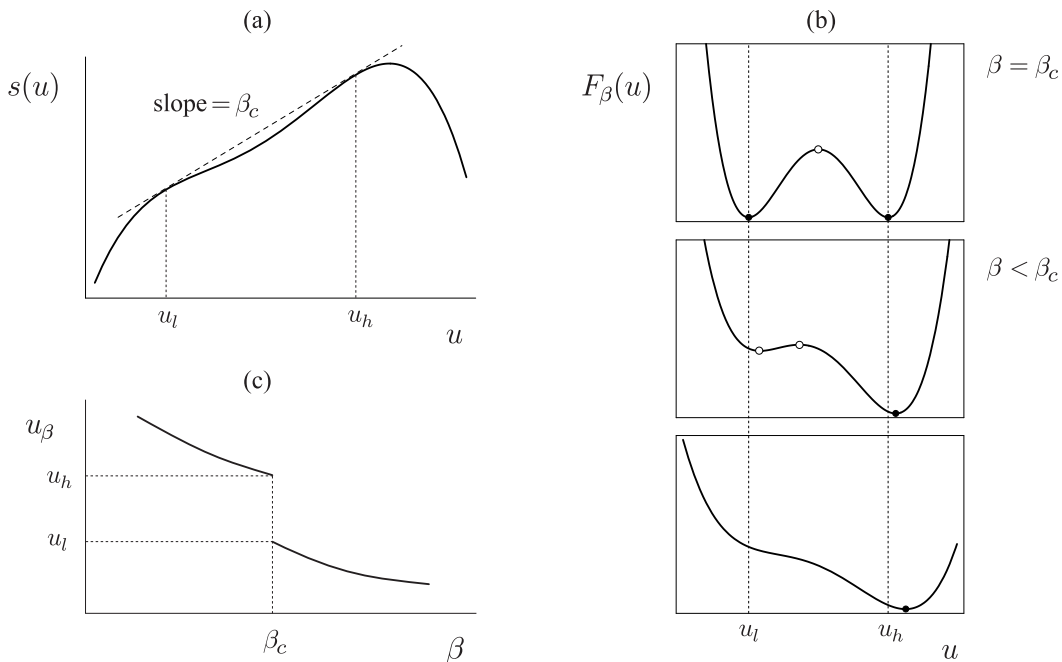 (a)
s(u)
slope = β_c
u_l
u_h
u
(b)
F_β(u)
β = β_c
β < β_c
u_l
u_h
u
(c)
u_β
u_h
u_l
β_c
β